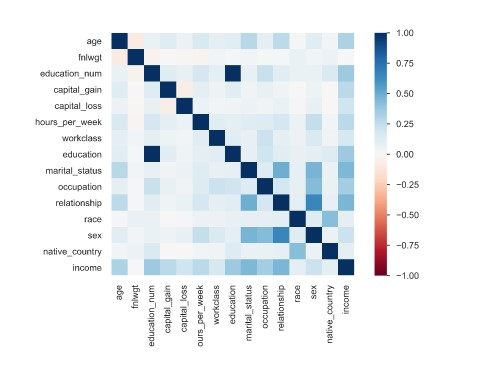 age
fnlwgt
education_num
capital_gain
capital_loss
hours_per_week
workclass
education
marital_status
occupation
relationship
race
sex
native_country
income
1.00
0.75
0.50
0.25
0.00
−0.25
−0.50
−0.75
−1.00
age
fnlwgt
education_num
capital_gain
capital_loss
ours_per_week
workclass
education
marital_status
occupation
relationship
race
sex
native_country
income